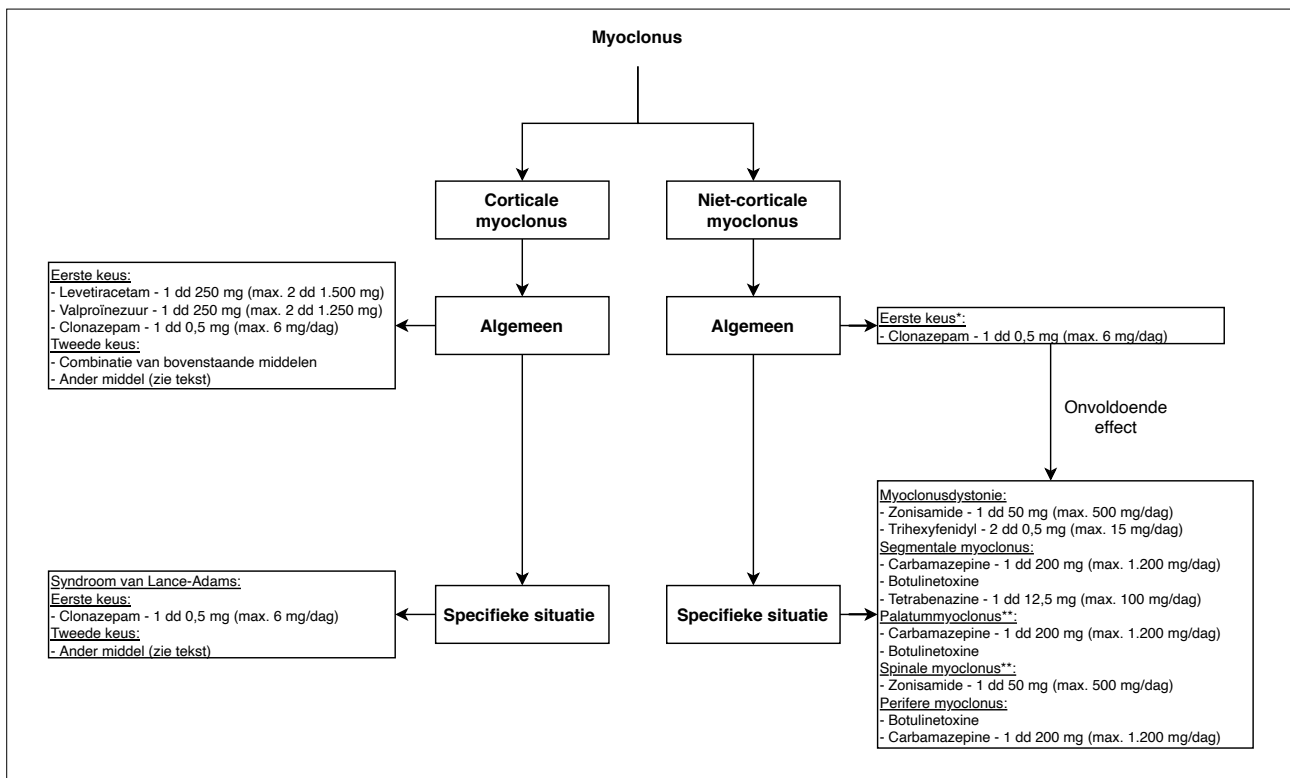 Myoclonus
Corticale
myoclonus
Niet-corticale
myoclonus
Eerste keus:
- Levetiracetam - 1 dd 250 mg (max. 2 dd 1.500 mg)
- Valproïnezuur - 1 dd 250 mg (max. 2 dd 1.250 mg)
- Clonazepam - 1 dd 0,5 mg (max. 6 mg/dag)
Tweede keus:
- Combinatie van bovenstaande middelen
- Ander middel (zie tekst)
Algemeen
Algemeen
Eerste keus*:
- Clonazepam - 1 dd 0,5 mg (max. 6 mg/dag)
Onvoldoende
effect
Syndroom van Lance-Adams:
Eerste keus:
- Clonazepam - 1 dd 0,5 mg (max. 6 mg/dag)
Tweede keus:
- Ander middel (zie tekst)
Specifieke situatie
Specifieke situatie
Myoclonusdystonie:
- Zonisamide - 1 dd 50 mg (max. 500 mg/dag)
- Trihexyfenidyl - 2 dd 0,5 mg (max. 15 mg/dag)
Segmentale myoclonus:
- Carbamazepine - 1 dd 200 mg (max. 1.200 mg/dag)
- Botulinetoxine
- Tetrabenazine - 1 dd 12,5 mg (max. 100 mg/dag)
Palatummyoclonus**:
- Carbamazepine - 1 dd 200 mg (max. 1.200 mg/dag)
- Botulinetoxine
Spinale myoclonus**:
- Zonisamide - 1 dd 50 mg (max. 500 mg/dag)
Perifere myoclonus:
- Botulinetoxine
- Carbamazepine - 1 dd 200 mg (max. 1.200 mg/dag)